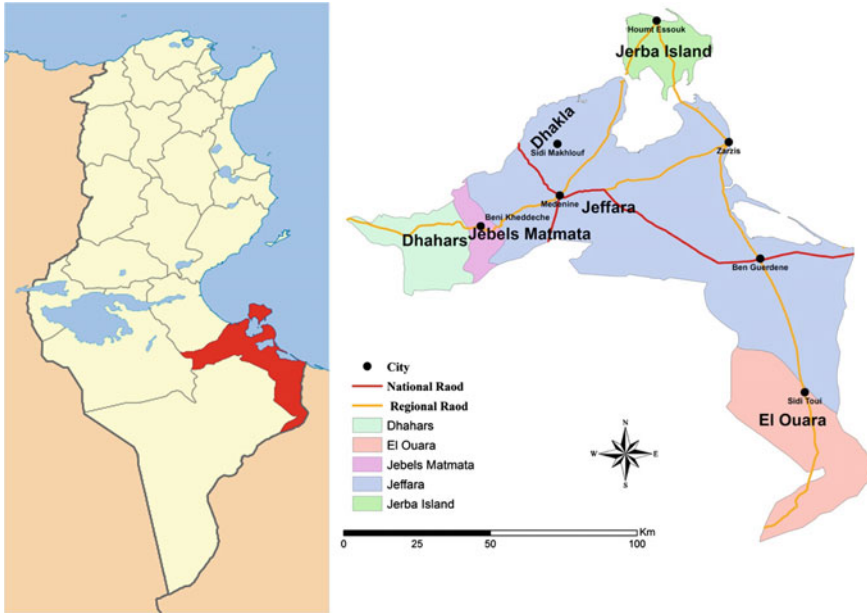 Houmt Essouk
Jerba Island
Dhakla
Sidi Makhlouf
Zarzis
Medenine
Jeffara
Beni Kheddeche
Dhahars
Jebels Matmata
Ben Guerdene
Sidi Toui
El Ouara
City
National Raod
Regional Raod
Dhahars
El Ouara
Jebels Matmata
Jeffara
Jerba Island
N
W E
S
Km
0 50 100